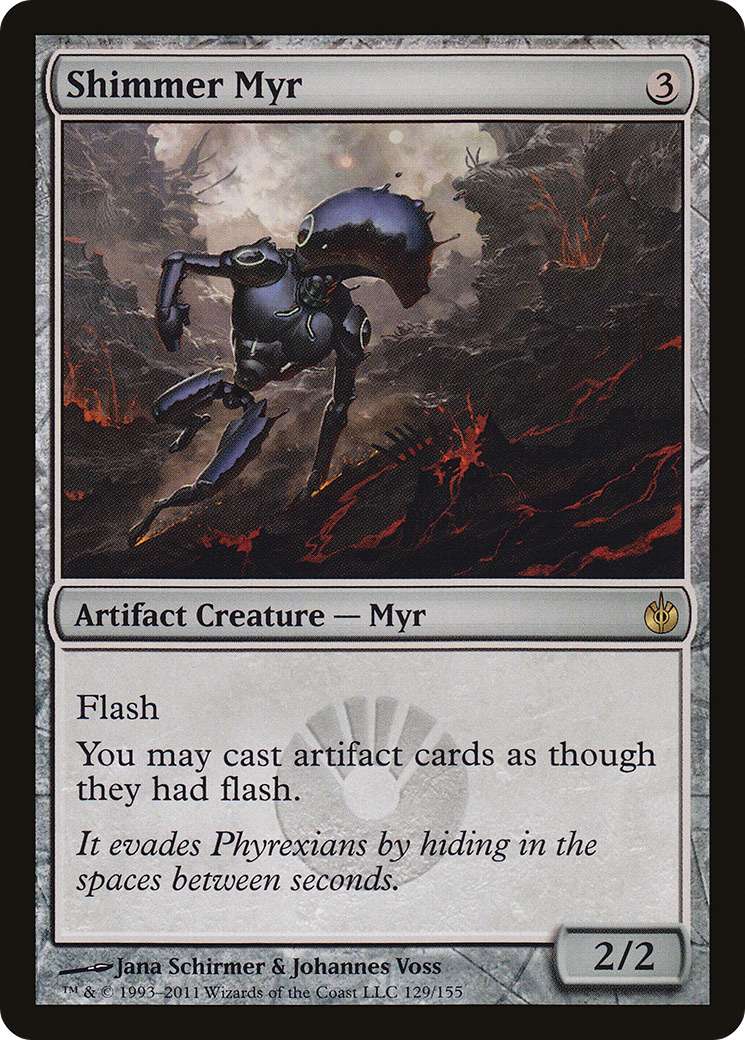 Shimmer Myr 3
Artifact Creature — Myr
Flash
You may cast artifact cards as though
they had flash.
It evades Phyrexians by hiding in the
spaces between seconds.
2/2
Jana Schirmer & Johannes Voss
™ & © 1993–2011 Wizards of the Coast LLC 129/155